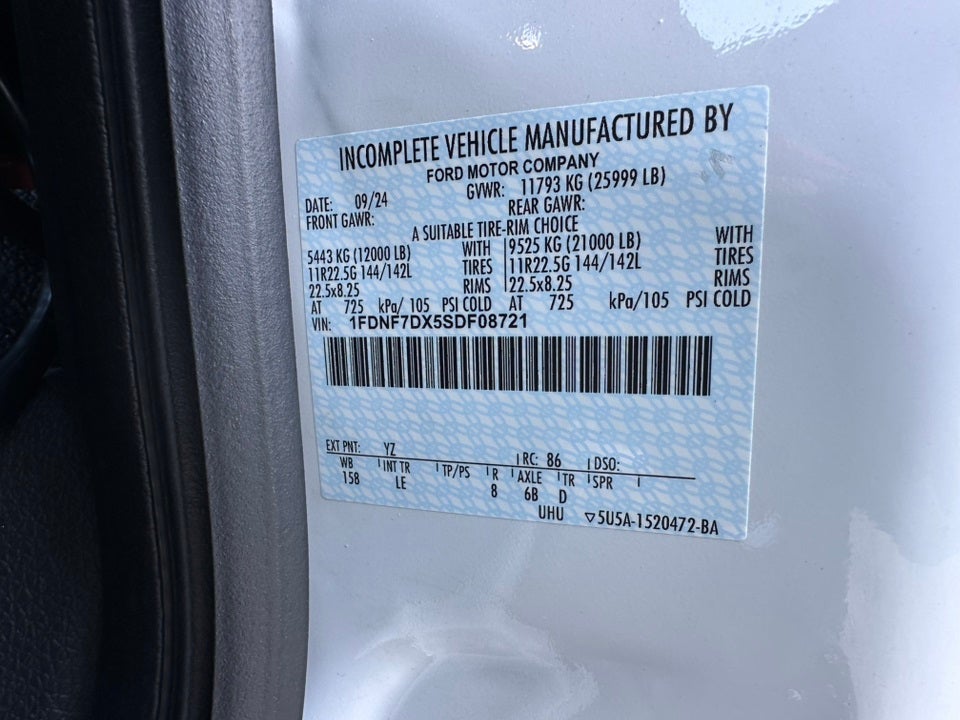 INCOMPLETE VEHICLE MANUFACTURED BY
FORD MOTOR COMPANY
DATE: 09/24 GVWR: 11793 KG (25999 LB)
FRONT GAWR: REAR GAWR:
A SUITABLE TIRE-RIM CHOICE
5443 KG (12000 LB) WITH 9525 KG (21000 LB) WITH
11R22.5G 144/142L TIRES 11R22.5G 144/142L TIRES
22.5x8.25 RIMS 22.5x8.25 RIMS
AT 725 kPa/ 105 PSI COLD AT 725 kPa/105 PSI COLD
VIN: 1FDNF7DX5SDF08721
EXT PNT: YZ RC: 86 DSO:
WB INT TR TP/PS R AXLE TR SPR
158 LE 8 6B D
UHU ▽5U5A-1520472-BA